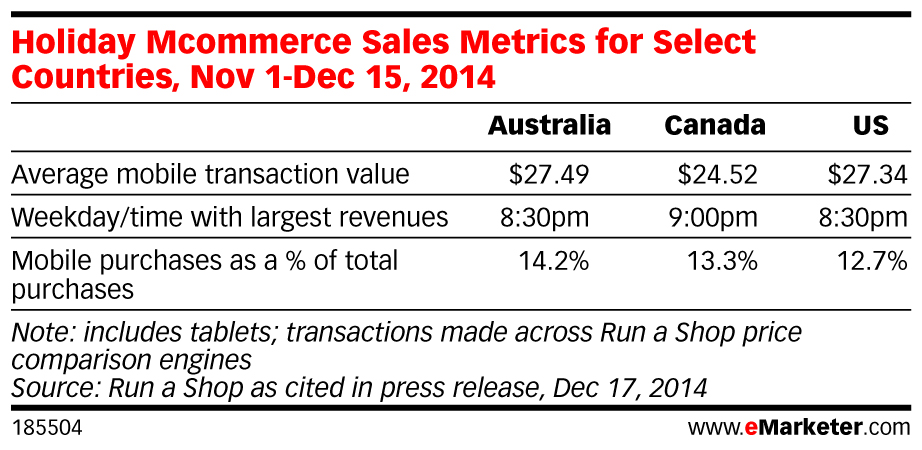 Holiday Mcommerce Sales Metrics for Select
Countries, Nov 1-Dec 15, 2014
Australia Canada US
Average mobile transaction value $27.49 $24.52 $27.34
Weekday/time with largest revenues 8:30pm 9:00pm 8:30pm
Mobile purchases as a % of total 14.2% 13.3% 12.7%
purchases
Note: includes tablets; transactions made across Run a Shop price
comparison engines
Source: Run a Shop as cited in press release, Dec 17, 2014
185504 www.eMarketer.com